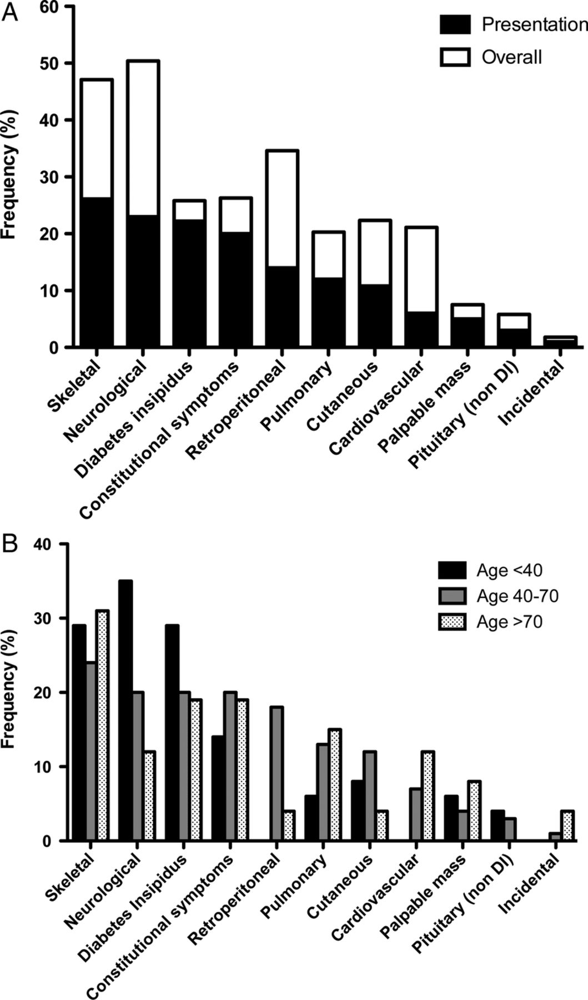 A
60
50
40
30
20
10
0
Frequency (%)
Presentation
Overall
Skeletal
Neurological
Diabetes insipidus
Constitutional symptoms
Retroperitoneal
Pulmonary
Cutaneous
Cardiovascular
Palpable mass
Pituitary (non DI)
Incidental
B
40
30
20
10
0
Frequency (%)
Age <40
Age 40-70
Age >70
Skeletal
Neurological
Diabetes Insipidus
Constitutional symptoms
Retroperitoneal
Pulmonary
Cutaneous
Cardiovascular
Palpable mass
Pituitary (non DI)
Incidental